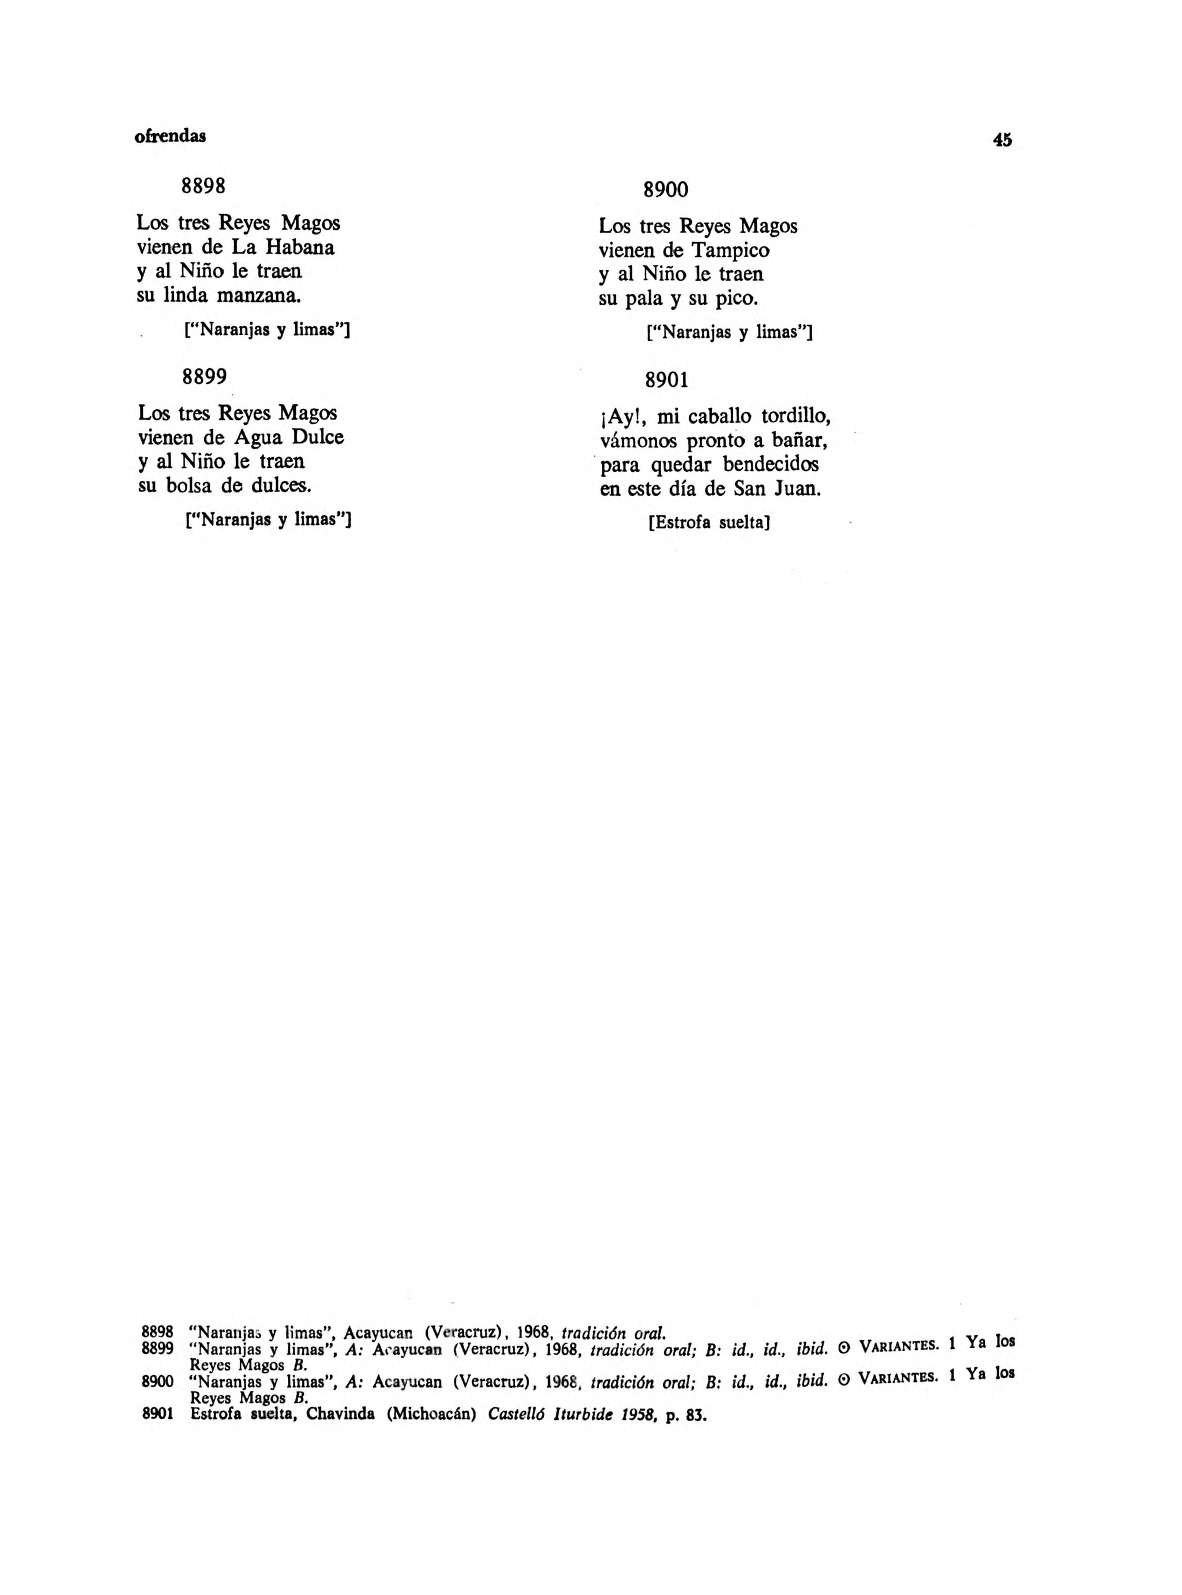 ofrendas 45
8898
Los tres Reyes Magos
vienen de La Habana
y al Niño le traen
su linda manzana.
["Naranjas y limas"]
8899
Los tres Reyes Magos
vienen de Agua Dulce
y al Niño le traen
su bolsa de dulces.
["Naranjas y limas"]
8900
Los tres Reyes Magos
vienen de Tampico
y al Niño le traen
su pala y su pico.
["Naranjas y limas"]
8901
¡Ay!, mi caballo tordillo,
vámonos pronto a bañar,
para quedar bendecidos
en este día de San Juan.
[Estrofa suelta]
8898 "Naranjas y limas", Acayucan (Veracruz), 1968, tradición oral.
8899 "Naranjas y limas", A: Acayucan (Veracruz), 1968, tradición oral; B: id., id., ibid. ⊙ VARIANTES. 1 Ya los
Reyes Magos B.
8900 "Naranjas y limas", A: Acayucan (Veracruz), 1968, tradición oral; B: id., id., ibid. ⊙ VARIANTES. 1 Ya los
Reyes Magos B.
8901 Estrofa suelta, Chavinda (Michoacán) Castelló Iturbide 1958, p. 83.